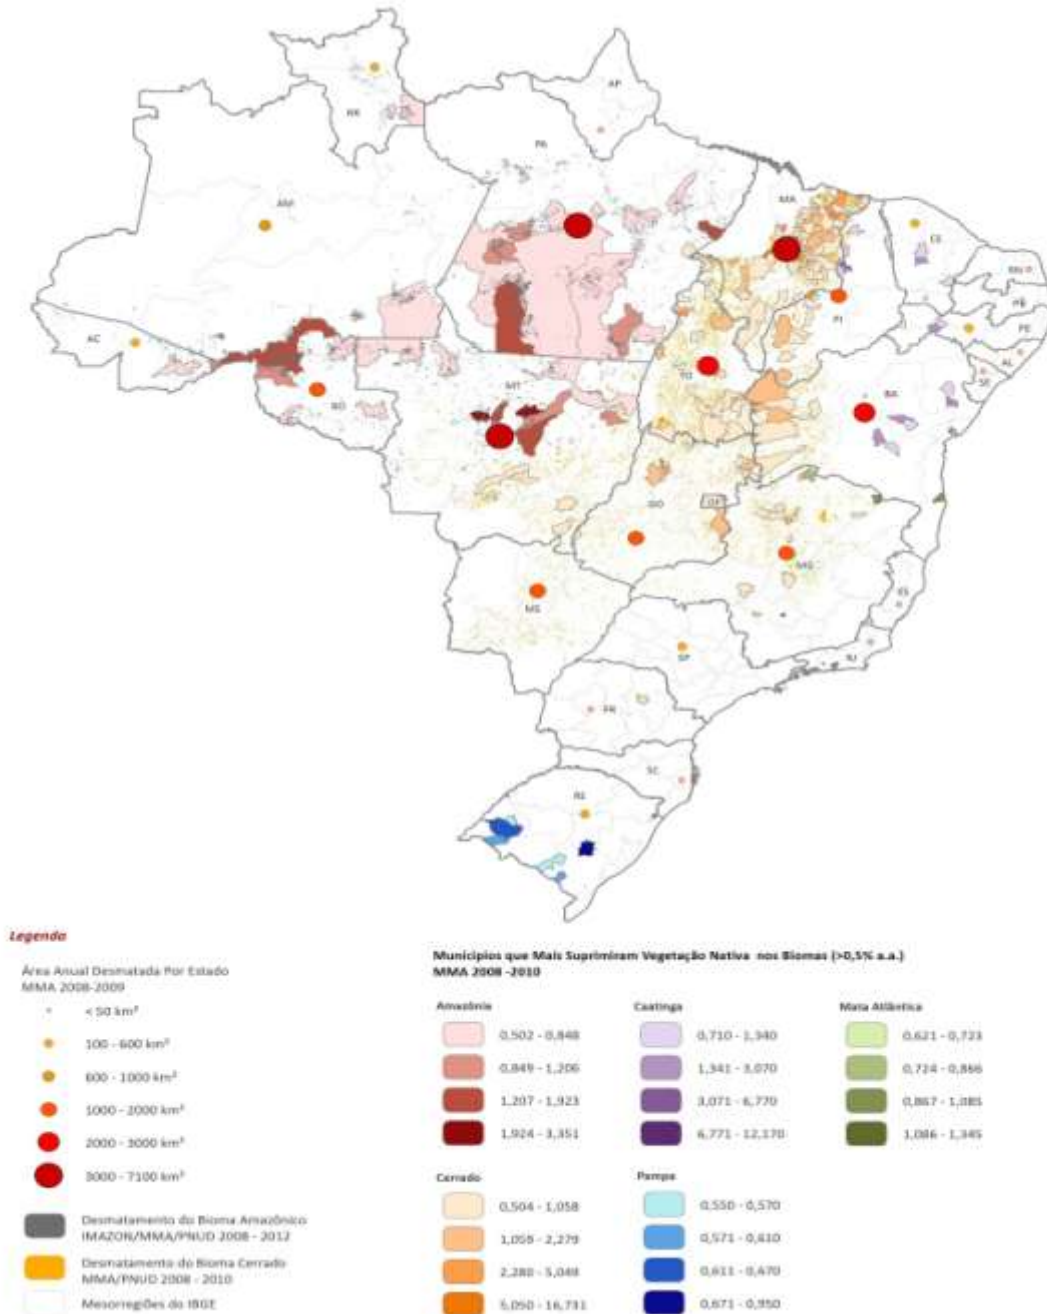 RR
AP
AM
PA
MA
CE
RN
PB
PE
AL
SE
PI
AC
RO
MT
TO
BA
GO
DF
MG
ES
MS
SP
RJ
PR
SC
RS
Legenda
Área Anual Desmatada Por Estado
MMA 2008-2009
< 50 km²
100 - 600 km²
600 - 1000 km²
1000 - 2000 km²
2000 - 3000 km²
3000 - 7100 km²
Desmatamento do Bioma Amazônico
IMAZON/MMA/PNUD 2008 - 2012
Desmatamento do Bioma Cerrado
MMA/PNUD 2008 - 2010
Mesorregiões do IBGE
Municípios que Mais Suprimiram Vegetação Nativa nos Biomas (>0,5% a.a.)
MMA 2008 -2010
Amazônia
0,502 - 0,848
0,849 - 1,206
1,207 - 1,923
1,924 - 3,351
Caatinga
0,710 - 1,340
1,341 - 3,070
3,071 - 6,770
6,771 - 12,170
Mata Atlântica
0,621 - 0,723
0,724 - 0,866
0,867 - 1,085
1,086 - 1,345
Cerrado
0,504 - 1,058
1,059 - 2,279
2,280 - 5,049
5,050 - 16,731
Pampa
0,550 - 0,570
0,571 - 0,610
0,611 - 0,670
0,671 - 0,950